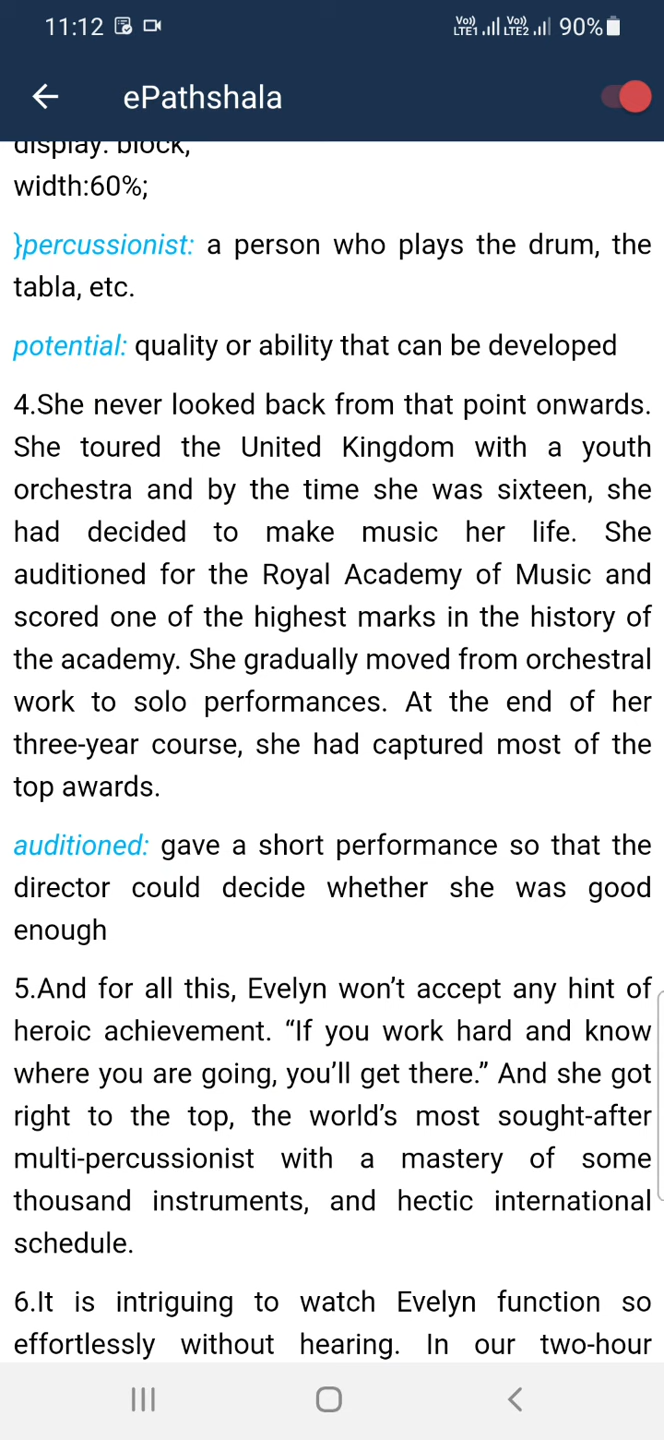 11:12 Vo)) LTE1 Vo)) LTE2 90%
ePathshala
display: block;
width:60%;
}percussionist: a person who plays the drum, the
tabla, etc.
potential: quality or ability that can be developed
4.She never looked back from that point onwards.
She toured the United Kingdom with a youth
orchestra and by the time she was sixteen, she
had decided to make music her life. She
auditioned for the Royal Academy of Music and
scored one of the highest marks in the history of
the academy. She gradually moved from orchestral
work to solo performances. At the end of her
three-year course, she had captured most of the
top awards.
auditioned: gave a short performance so that the
director could decide whether she was good
enough
5.And for all this, Evelyn won’t accept any hint of
heroic achievement. “If you work hard and know
where you are going, you’ll get there.” And she got
right to the top, the world’s most sought-after
multi-percussionist with a mastery of some
thousand instruments, and hectic international
schedule.
6.It is intriguing to watch Evelyn function so
effortlessly without hearing. In our two-hour